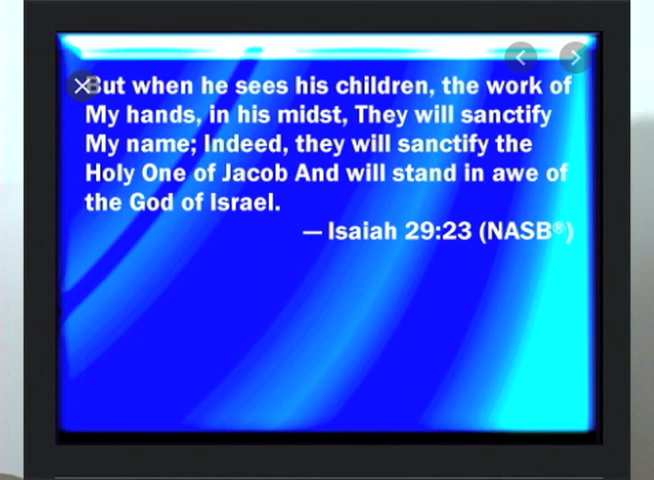 But when he sees his children, the work of
My hands, in his midst, They will sanctify
My name; Indeed, they will sanctify the
Holy One of Jacob And will stand in awe of
the God of Israel.
— Isaiah 29:23 (NASB®)